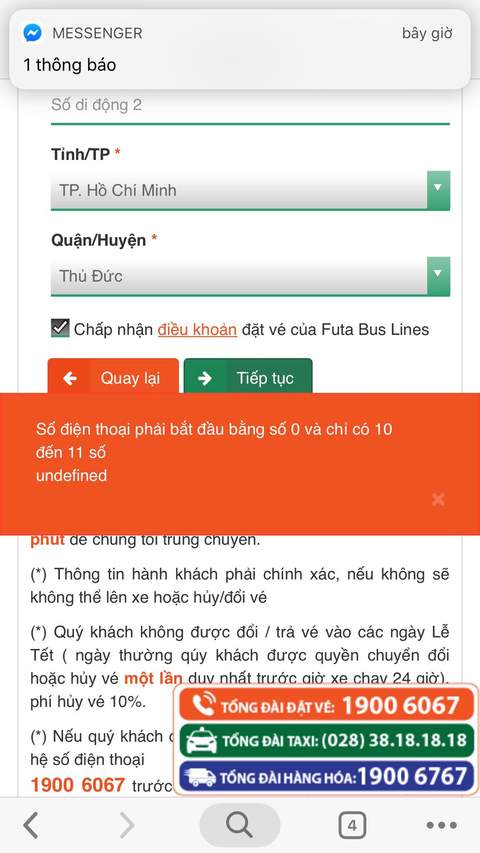 MESSENGER
bây giờ
1 thông báo
Số di động 2
Tỉnh/TP *
TP. Hồ Chí Minh
Quận/Huyện *
Thủ Đức
Chấp nhận điều khoản đặt vé của Futa Bus Lines
Quay lại
Tiếp tục
Số điện thoại phải bắt đầu bằng số 0 và chỉ có 10
đến 11 số
undefined
phút để chúng tôi trung chuyển.
(*) Thông tin hành khách phải chính xác, nếu không sẽ
không thể lên xe hoặc hủy/đổi vé
(*) Quý khách không được đổi / trả vé vào các ngày Lễ
Tết ( ngày thường qúy khách được quyền chuyển đổi
hoặc hủy vé một lần duy nhất trước giờ xe chạy 24 giờ),
phí hủy vé 10%.
(*) Nếu quý khách
hệ số điện thoại
1900 6067 trước
TỔNG ĐÀI ĐẶT VÉ: 1900 6067
TỔNG ĐÀI TAXI: (028) 38.18.18.18
TỔNG ĐÀI HÀNG HÓA: 1900 6767
4